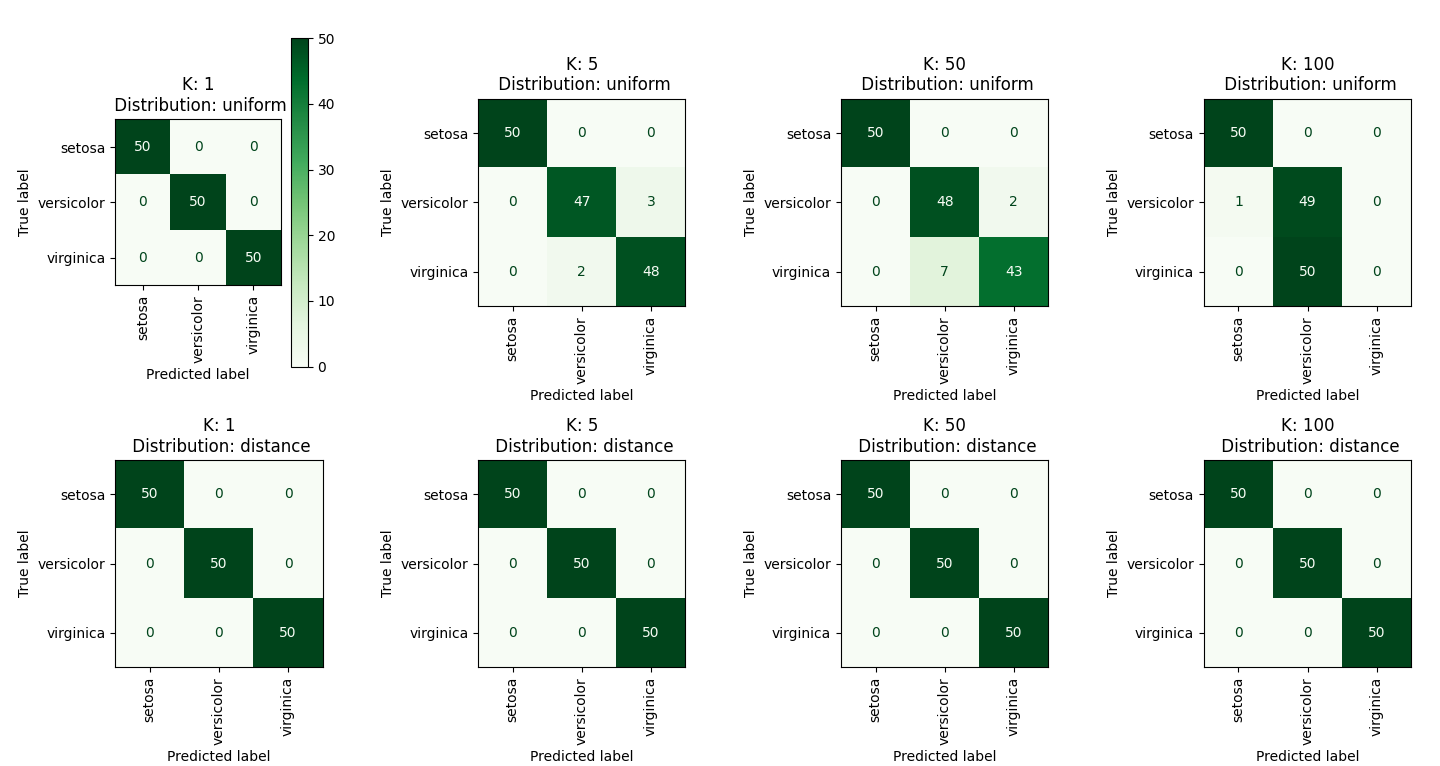 K: 1
Distribution: uniform
setosa
versicolor
virginica
True label
50 0 0
0 50 0
0 0 50
setosa
versicolor
virginica
Predicted label
50
40
30
20
10
0
K: 5
Distribution: uniform
setosa
versicolor
virginica
True label
50 0 0
0 47 3
0 2 48
setosa
versicolor
virginica
Predicted label
K: 50
Distribution: uniform
setosa
versicolor
virginica
True label
50 0 0
0 48 2
0 7 43
setosa
versicolor
virginica
Predicted label
K: 100
Distribution: uniform
setosa
versicolor
virginica
True label
50 0 0
1 49 0
0 50 0
setosa
versicolor
virginica
Predicted label
K: 1
Distribution: distance
setosa
versicolor
virginica
True label
50 0 0
0 50 0
0 0 50
setosa
versicolor
virginica
Predicted label
K: 5
Distribution: distance
setosa
versicolor
virginica
True label
50 0 0
0 50 0
0 0 50
setosa
versicolor
virginica
Predicted label
K: 50
Distribution: distance
setosa
versicolor
virginica
True label
50 0 0
0 50 0
0 0 50
setosa
versicolor
virginica
Predicted label
K: 100
Distribution: distance
setosa
versicolor
virginica
True label
50 0 0
0 50 0
0 0 50
setosa
versicolor
virginica
Predicted label